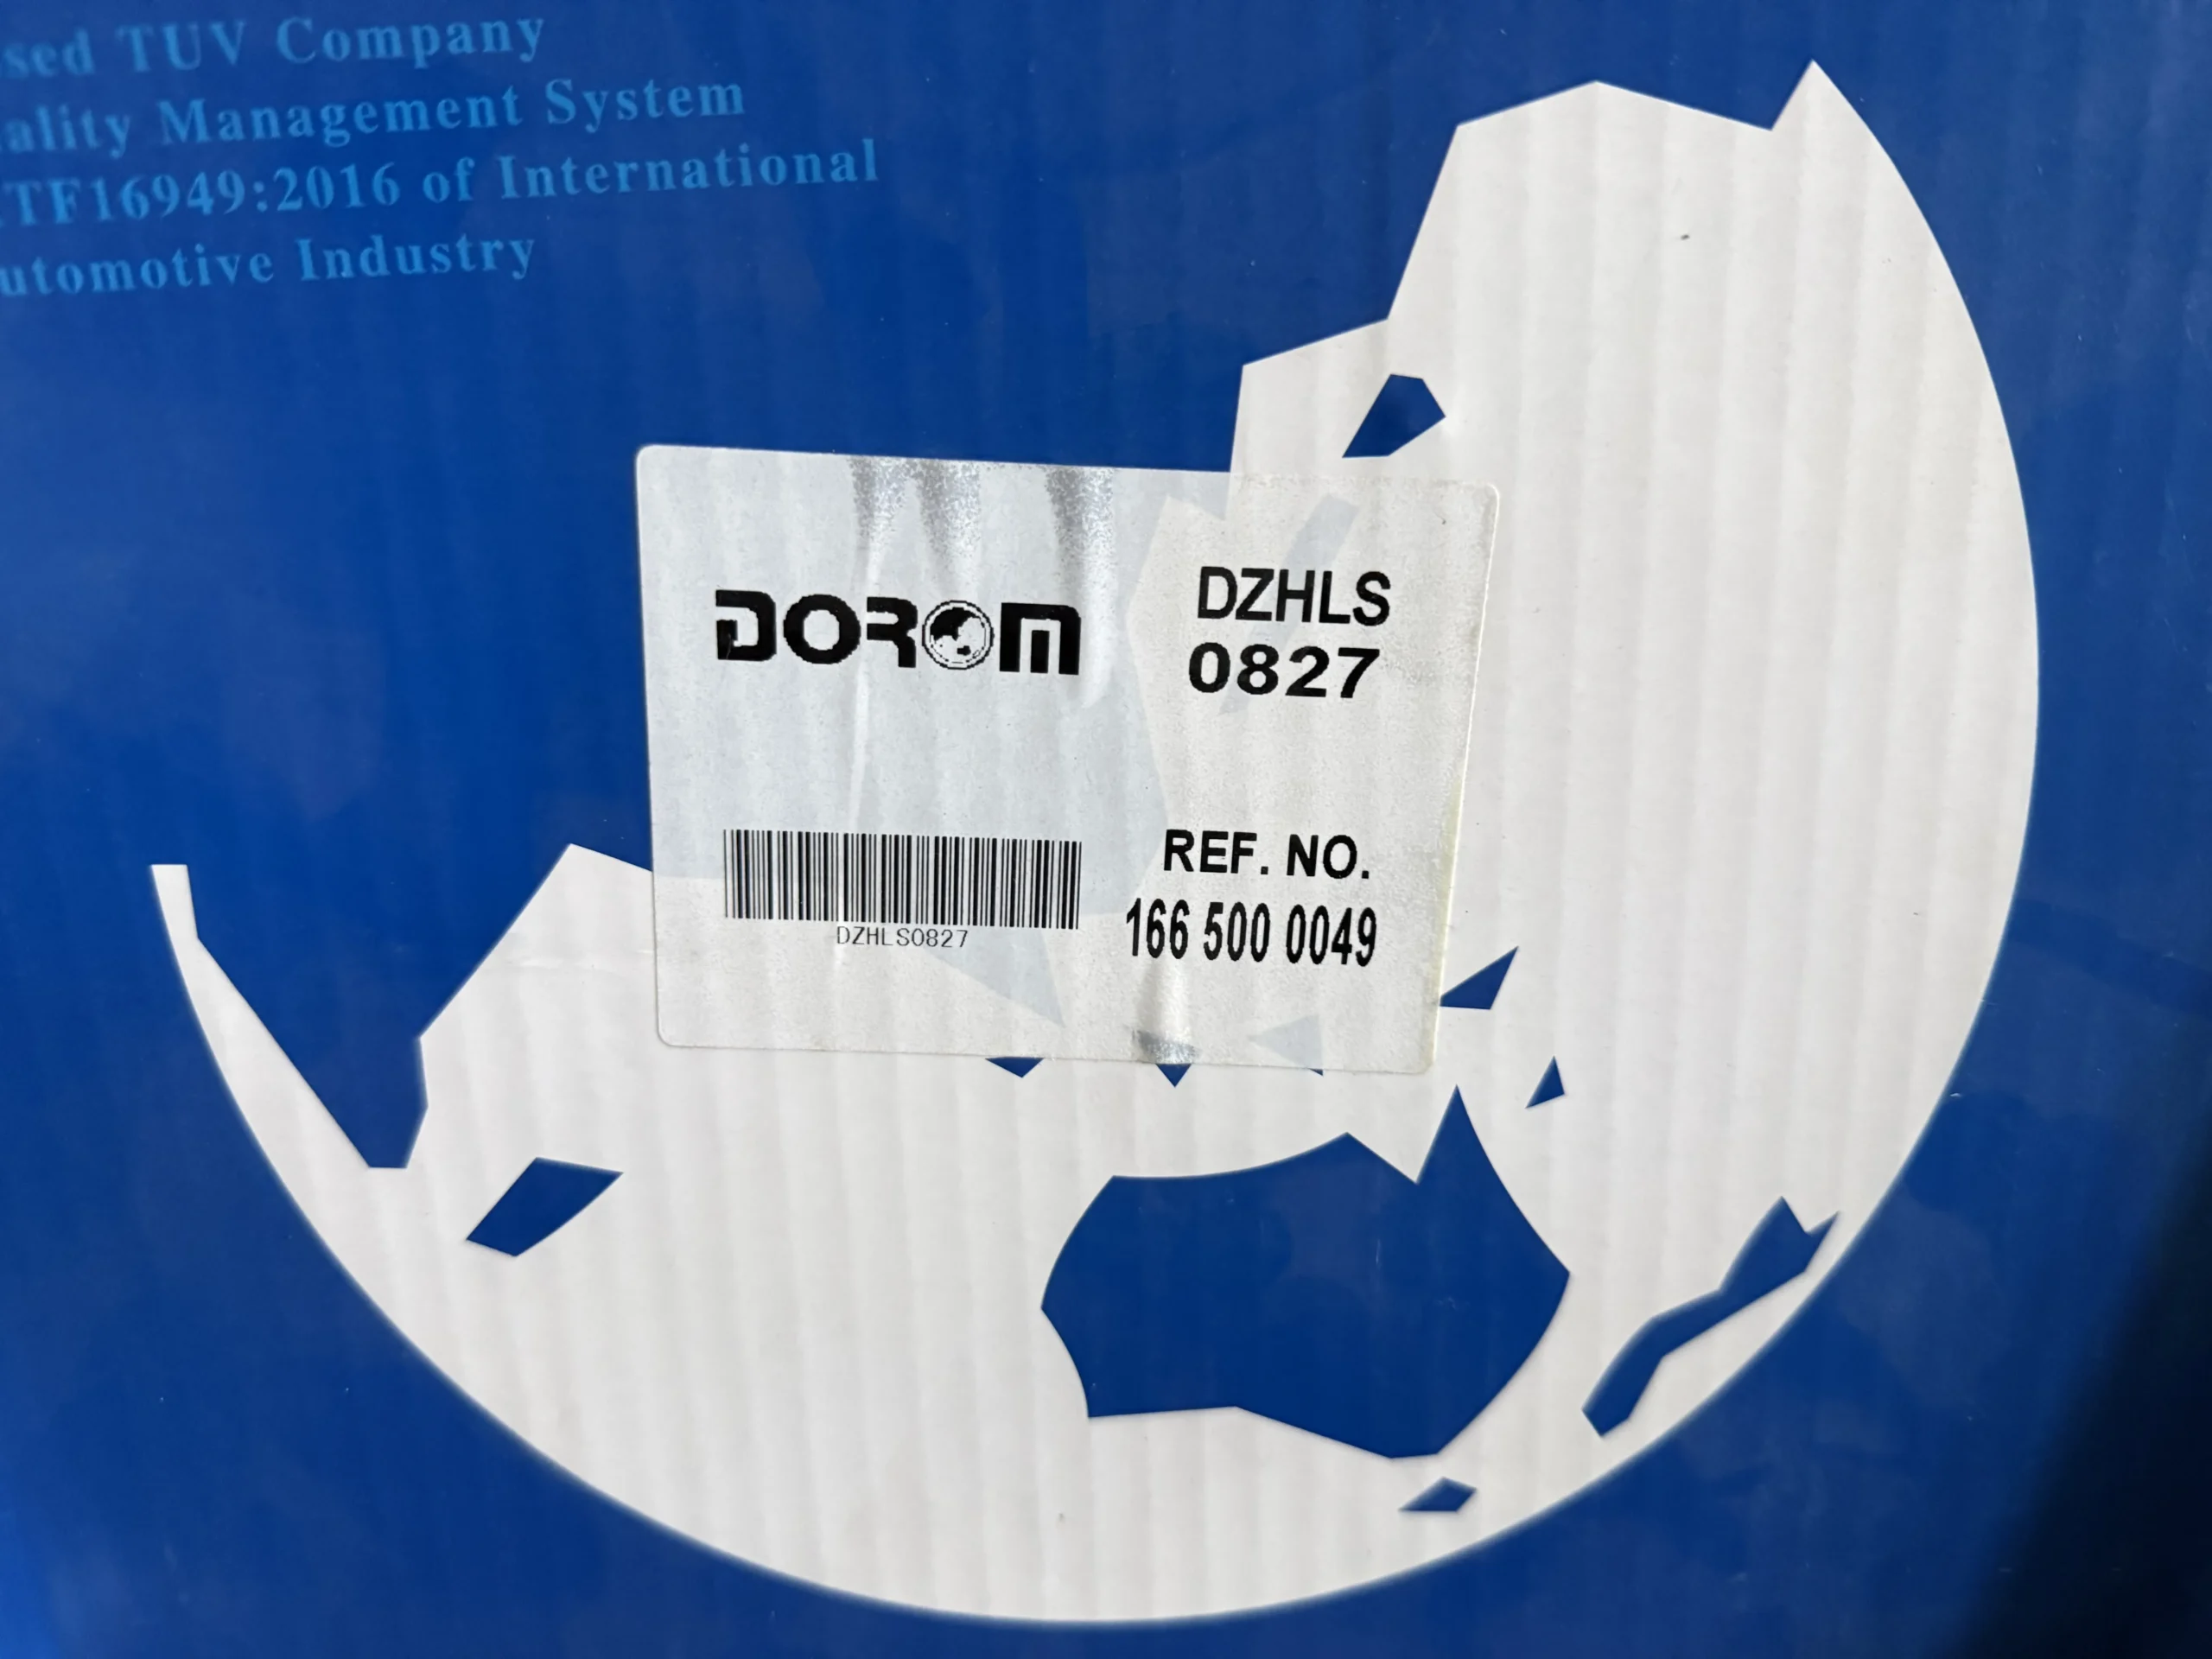 sed TUV Company
ality Management System
TF16949:2016 of International
utomotive Industry
DOROM
DZHLS
0827
DZHLS0827
REF. NO.
166 500 0049